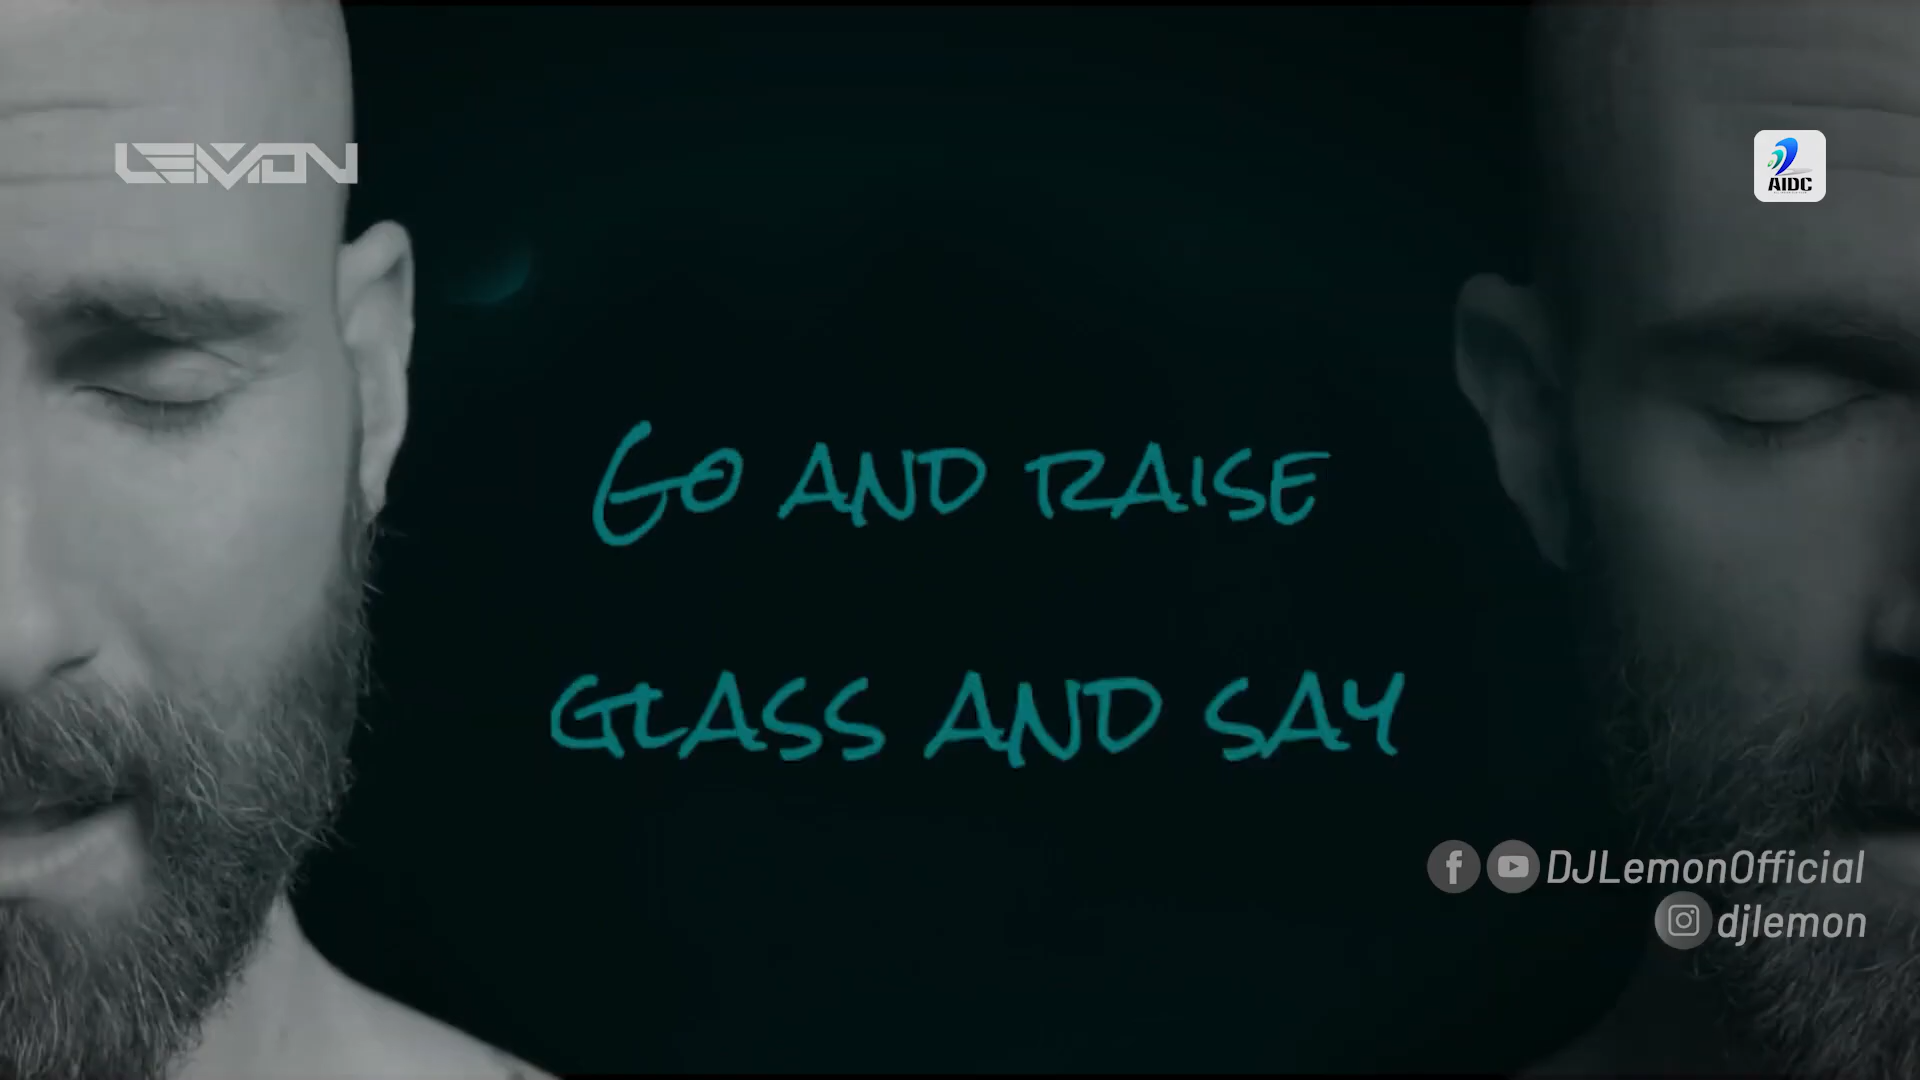 LEMON
AIDC
GO AND RAISE
GLASS AND SAY
DJLemonOfficial
djlemon